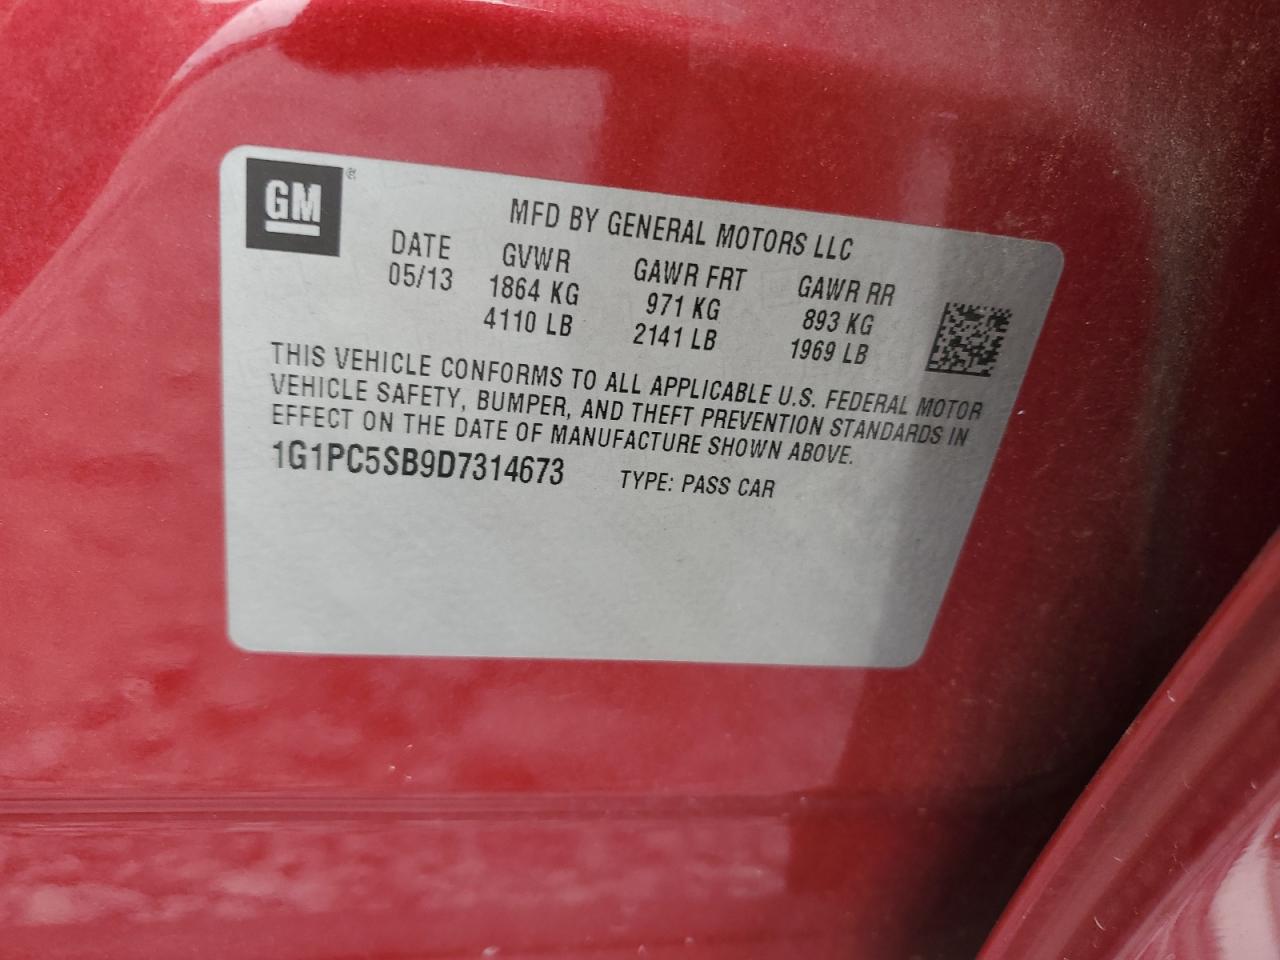 GM ®
MFD BY GENERAL MOTORS LLC
DATE GVWR GAWR FRT GAWR RR
05/13 1864 KG 971 KG 893 KG
4110 LB 2141 LB 1969 LB
THIS VEHICLE CONFORMS TO ALL APPLICABLE U.S. FEDERAL MOTOR
VEHICLE SAFETY, BUMPER, AND THEFT PREVENTION STANDARDS IN
EFFECT ON THE DATE OF MANUFACTURE SHOWN ABOVE.
1G1PC5SB9D7314673 TYPE: PASS CAR